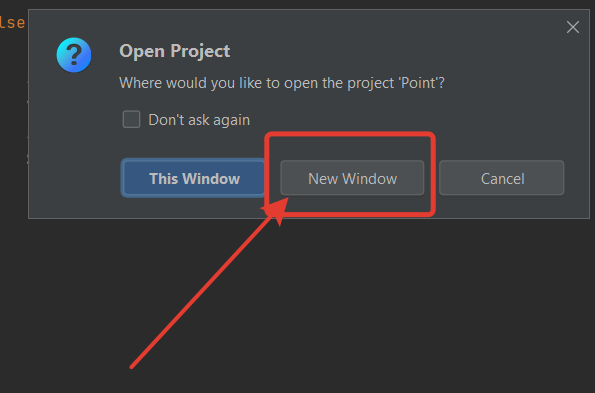 lse
Open Project
Where would you like to open the project 'Point'?
Don't ask again
This Window
New Window
Cancel